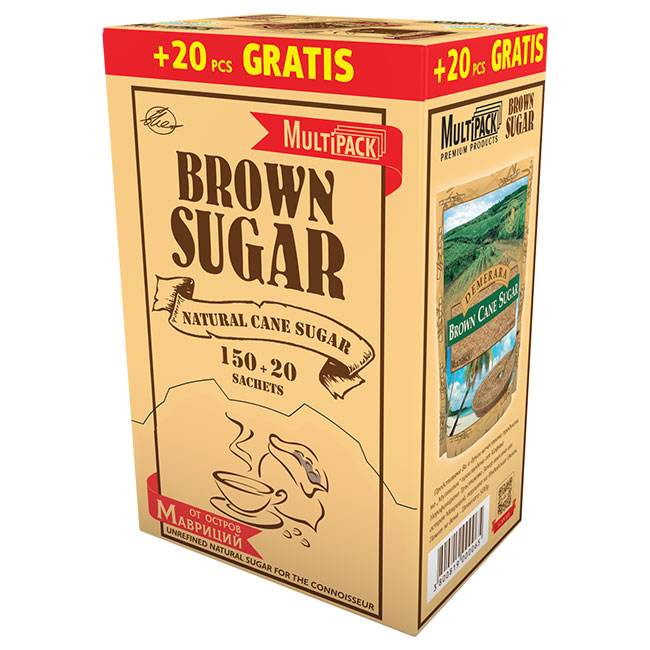 +20 PCS GRATIS
MULTIPACK
BROWN
SUGAR
NATURAL CANE SUGAR
150+20
SACHETS
ОТ ОСТРОВ
МАВРИЦИЙ
UNREFINED NATURAL SUGAR FOR THE CONNOISSEUR
+20 PCS GRATIS
MULTIPACK
PREMIUM PRODUCTS
BROWN
SUGAR
DEMERARA
BROWN CANE SUGAR
3800819000085